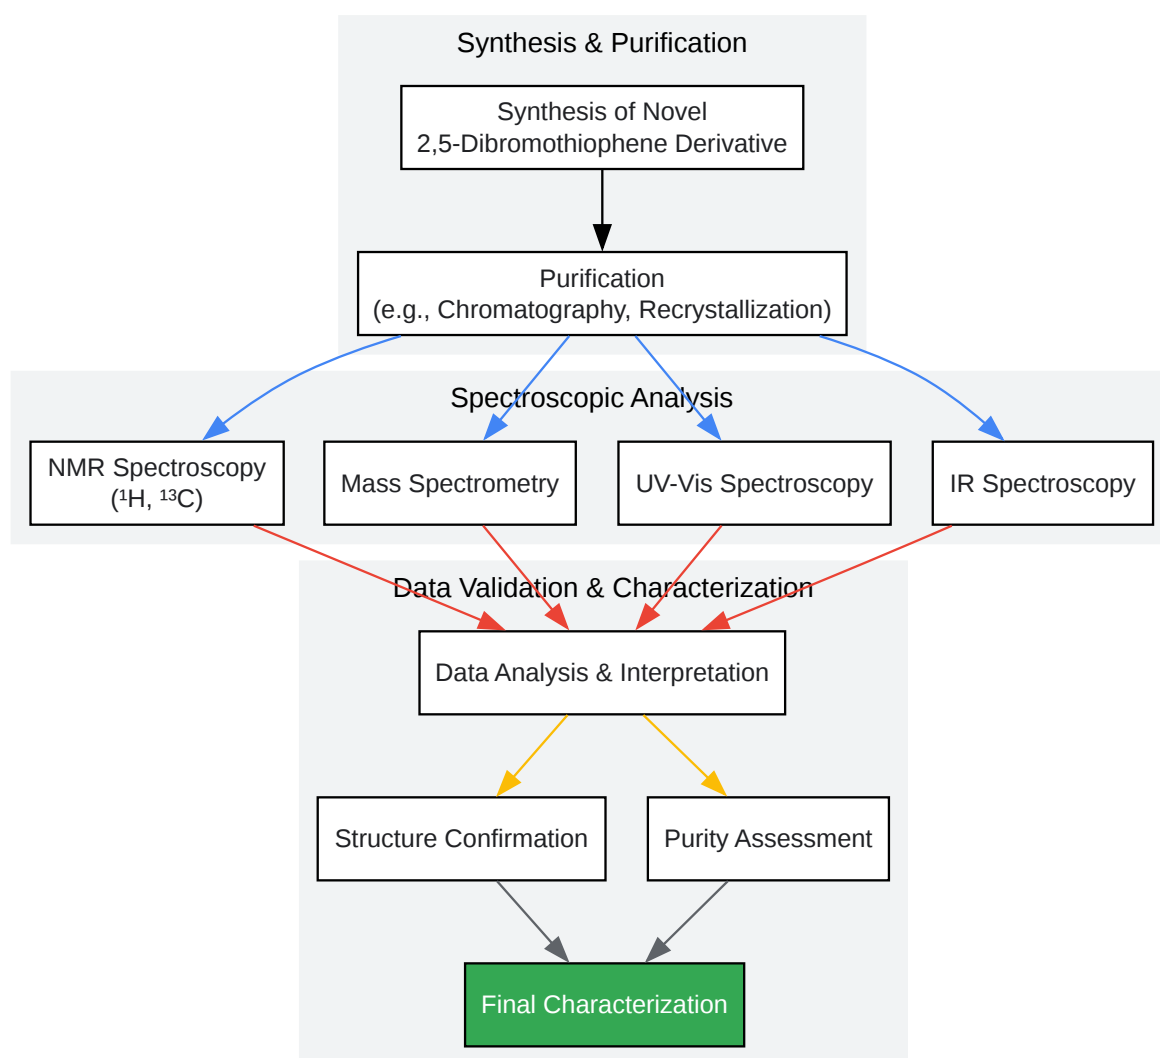 Synthesis & Purification
Synthesis of Novel
2,5-Dibromothiophene Derivative
Purification
(e.g., Chromatography, Recrystallization)
Spectroscopic Analysis
NMR Spectroscopy
(¹H, ¹³C)
Mass Spectrometry
UV-Vis Spectroscopy
IR Spectroscopy
Data Validation & Characterization
Data Analysis & Interpretation
Structure Confirmation
Purity Assessment
Final Characterization